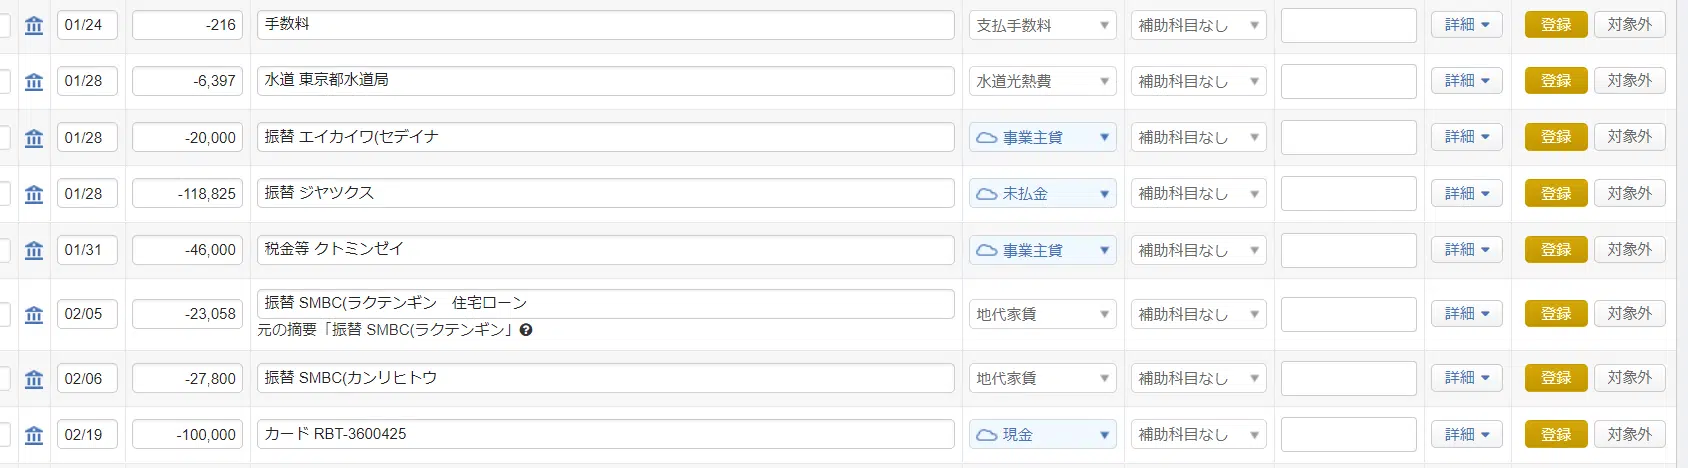 01/24 -216 手数料 支払手数料 補助科目なし 詳細 登録 対象外
01/28 -6,397 水道 東京都水道局 水道光熱費 補助科目なし 詳細 登録 対象外
01/28 -20,000 振替 エイカイワ(セデイナ 事業主貸 補助科目なし 詳細 登録 対象外
01/28 -118,825 振替 ジヤツクス 未払金 補助科目なし 詳細 登録 対象外
01/31 -46,000 税金等 クトミンゼイ 事業主貸 補助科目なし 詳細 登録 対象外
02/05 -23,058 振替 SMBC(ラクテンギン　住宅ローン 地代家賃 補助科目なし 詳細 登録 対象外
元の摘要「振替 SMBC(ラクテンギン」
02/06 -27,800 振替 SMBC(カンリヒトウ 地代家賃 補助科目なし 詳細 登録 対象外
02/19 -100,000 カード RBT-3600425 現金 補助科目なし 詳細 登録 対象外